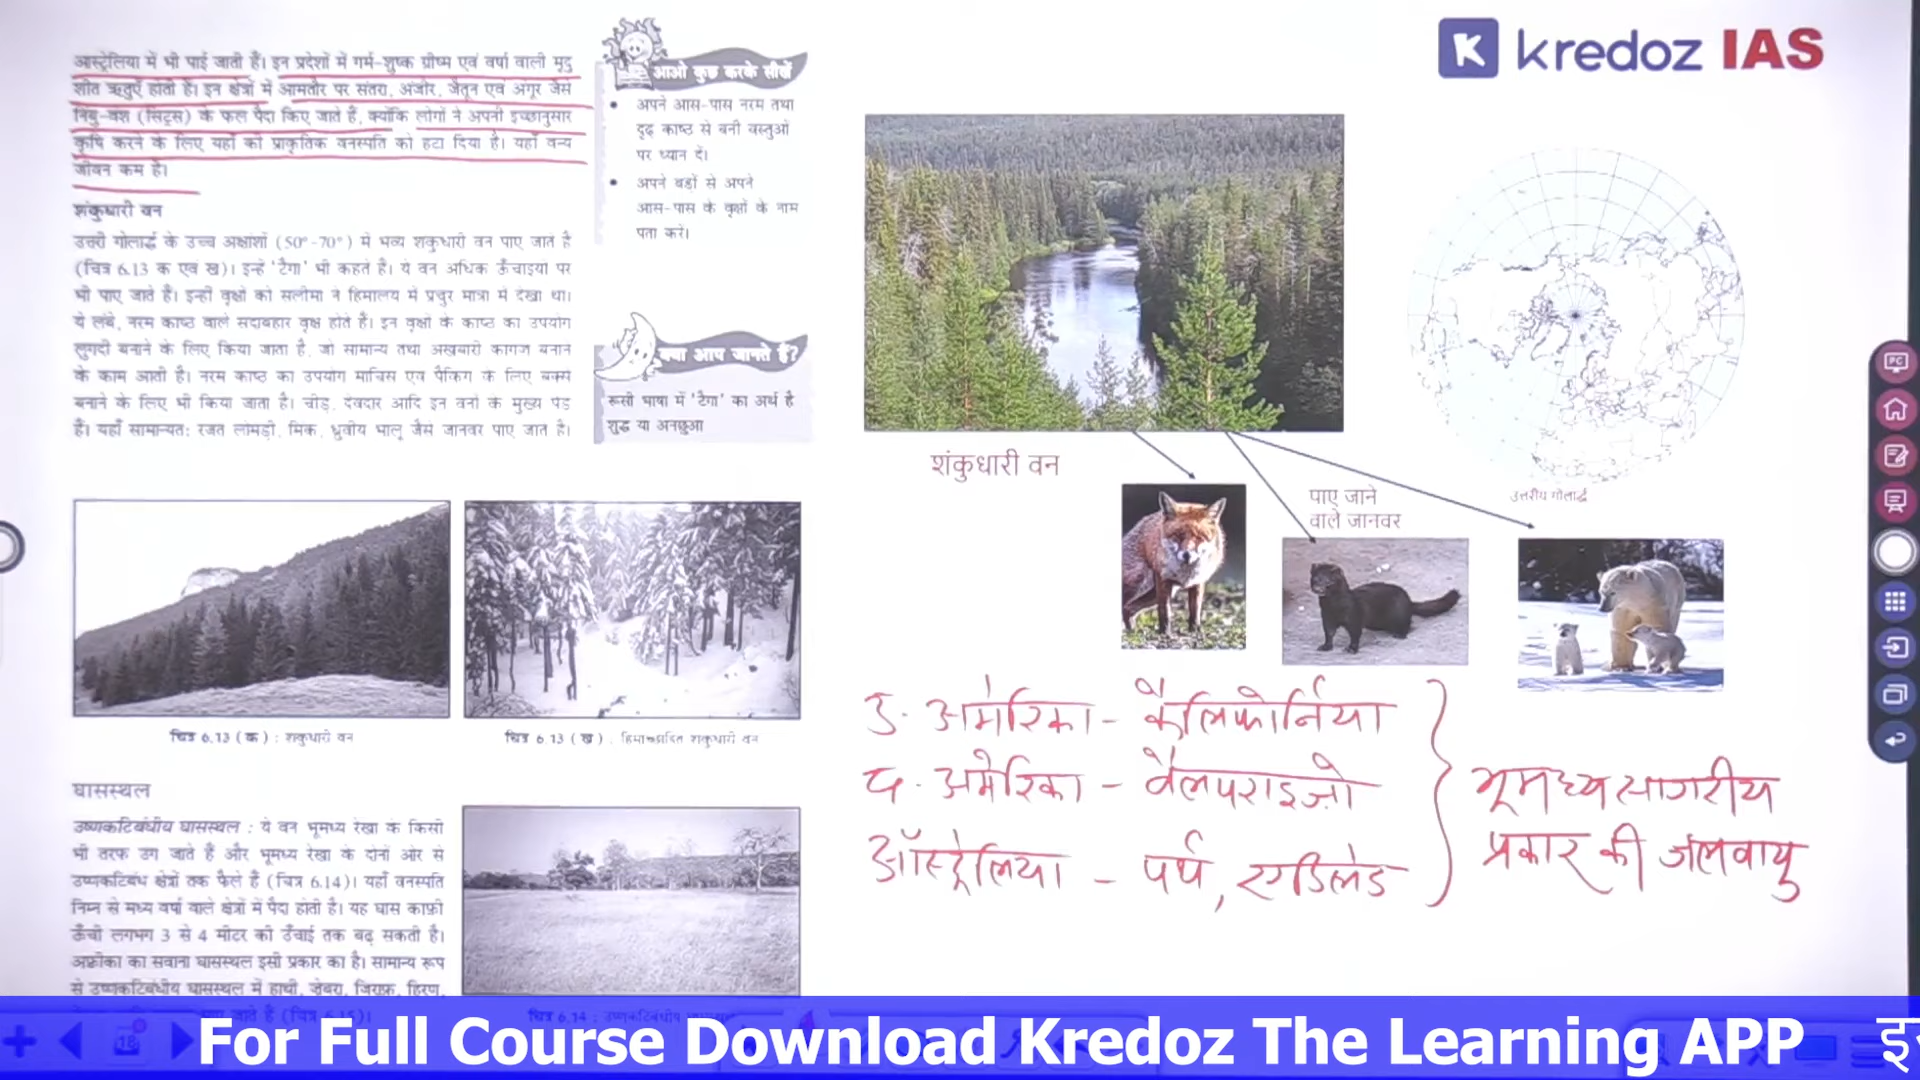 kredoz IAS
आस्ट्रेलिया में भी पाई जाती हैं। इन प्रदेशों में गर्म-शुष्क ग्रीष्म एवं वर्षा वाली मृदु
शीत ऋतुएँ होती हैं। इन क्षेत्रों में आमतौर पर संतरा, अंजीर, जैतून एवं अंगूर जैसे
निंबु-वंश (सिट्रस) के फल पैदा किए जाते हैं, क्योंकि लोगों ने अपनी इच्छानुसार
कृषि करने के लिए यहाँ की प्राकृतिक वनस्पति को हटा दिया है। यहाँ वन्य
जीवन कम है।
शंकुधारी वन
उत्तरी गोलार्द्ध के उच्च अक्षांशों (50°-70°) में भव्य शंकुधारी वन पाए जाते हैं
(चित्र 6.13 क एवं ख)। इन्हें 'टैगा' भी कहते हैं। ये वन अधिक ऊँचाइयों पर
भी पाए जाते हैं। इन्हीं वृक्षों को सलीमा ने हिमालय में प्रचुर मात्रा में देखा था।
ये लंबे, नरम काष्ठ वाले सदाबहार वृक्ष होते हैं। इन वृक्षों के काष्ठ का उपयोग
लुगदी बनाने के लिए किया जाता है, जो सामान्य तथा अखबारी कागज बनाने
के काम आती है। नरम काष्ठ का उपयोग माचिस एवं पैकिंग के लिए बक्से
बनाने के लिए भी किया जाता है। चीड़, देवदार आदि इन वनों के मुख्य पेड़
हैं। यहाँ सामान्यतः रजत लोमड़ी, मिंक, ध्रुवीय भालू जैसे जानवर पाए जाते हैं।
आओ कुछ करके सीखें
• अपने आस-पास नरम तथा
दृढ़ काष्ठ से बनी वस्तुओं
पर ध्यान दें।
• अपने बड़ों से अपने
आस-पास के वृक्षों के नाम
पता करें।
क्या आप जानते हैं?
रूसी भाषा में 'टैगा' का अर्थ है
शुद्ध या अनछुआ
चित्र 6.13 (क) : शंकुधारी वन
चित्र 6.13 (ख) : हिमाच्छादित शंकुधारी वन
घासस्थल
उष्णकटिबंधीय घासस्थल : ये वन भूमध्य रेखा के किसी
भी तरफ उग जाते हैं और भूमध्य रेखा के दोनों ओर से
उष्णकटिबंध क्षेत्रों तक फैले हैं (चित्र 6.14)। यहाँ वनस्पति
निम्न से मध्य वर्षा वाले क्षेत्रों में पैदा होती है। यह घास काफ़ी
ऊँची लगभग 3 से 4 मीटर की ऊँचाई तक बढ़ सकती है।
अफ्रीका का सवाना घासस्थल इसी प्रकार का है। सामान्य रूप
से उष्णकटिबंधीय घासस्थल में हाथी, ज़ेबरा, जिराफ़, हिरण,
शंकुधारी वन
पाए जाने
वाले जानवर
उत्तरीय गोलार्द्ध
उ. अमेरिका - कैलिफोर्निया
द. अमेरिका - वैलपराइज़ो
ऑस्ट्रेलिया - पर्थ, एडिलेड
भूमध्यसागरीय
प्रकार की जलवायु
For Full Course Download Kredoz The Learning APP